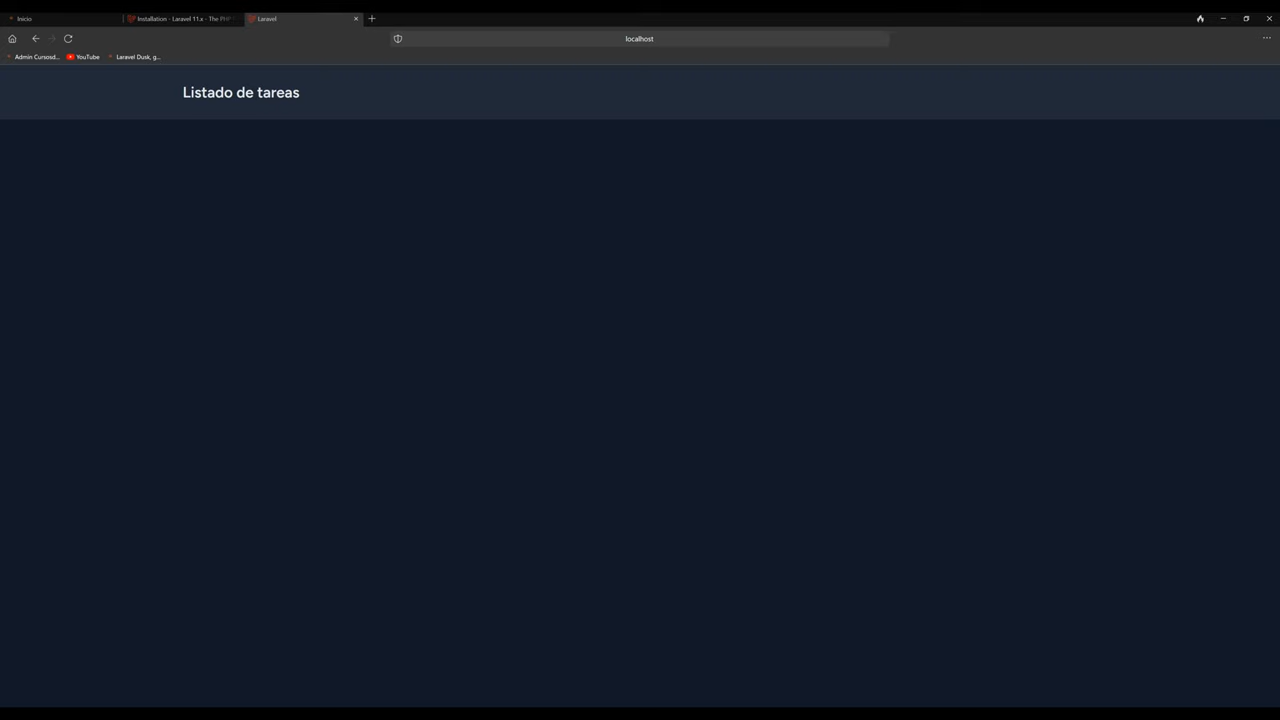 Inicio
Installation - Laravel 11.x - The PHP
Laravel
localhost
Admin Cursosd...
YouTube
Laravel Dusk, g...
Listado de tareas